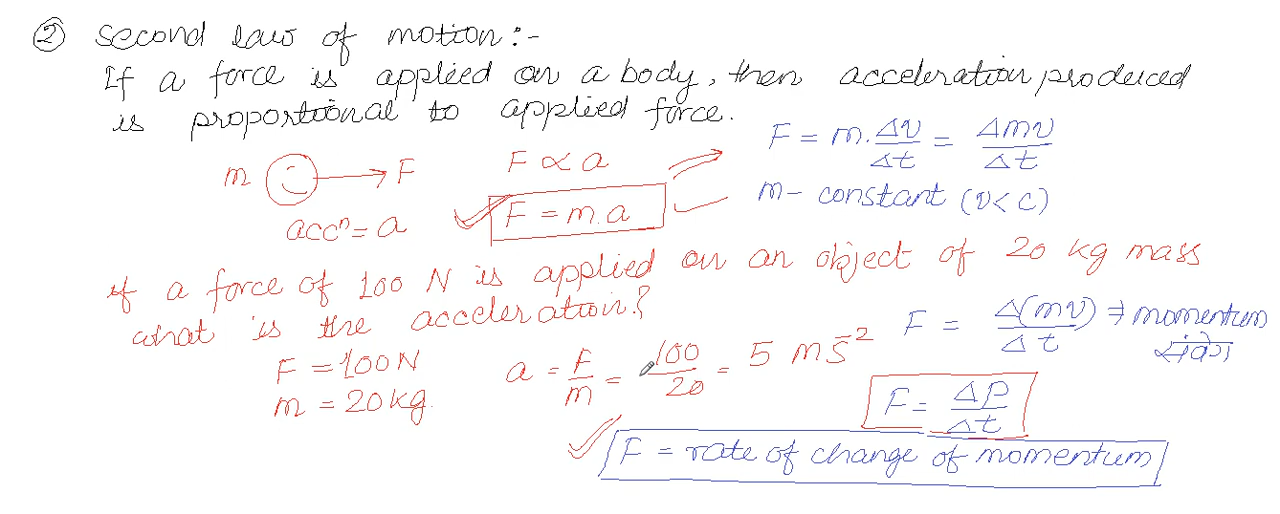 ② second law of motion :-
If a force is applied on a body, then acceleration produced
is proportional to applied force.
m → F
accⁿ = a
F ∝ a
F = m.a
F = m. Δv/Δt = Δmv/Δt
m - constant (v < c)
if a force of 100 N is applied on an object of 20 kg mass
what is the acceleration?
F = 100 N
m = 20 kg.
a = F/m = 100/20 = 5 ms⁻²
F = Δ(mv)/Δt ⇒ momentum
संवेग
F = Δp/Δt
F = rate of change of momentum